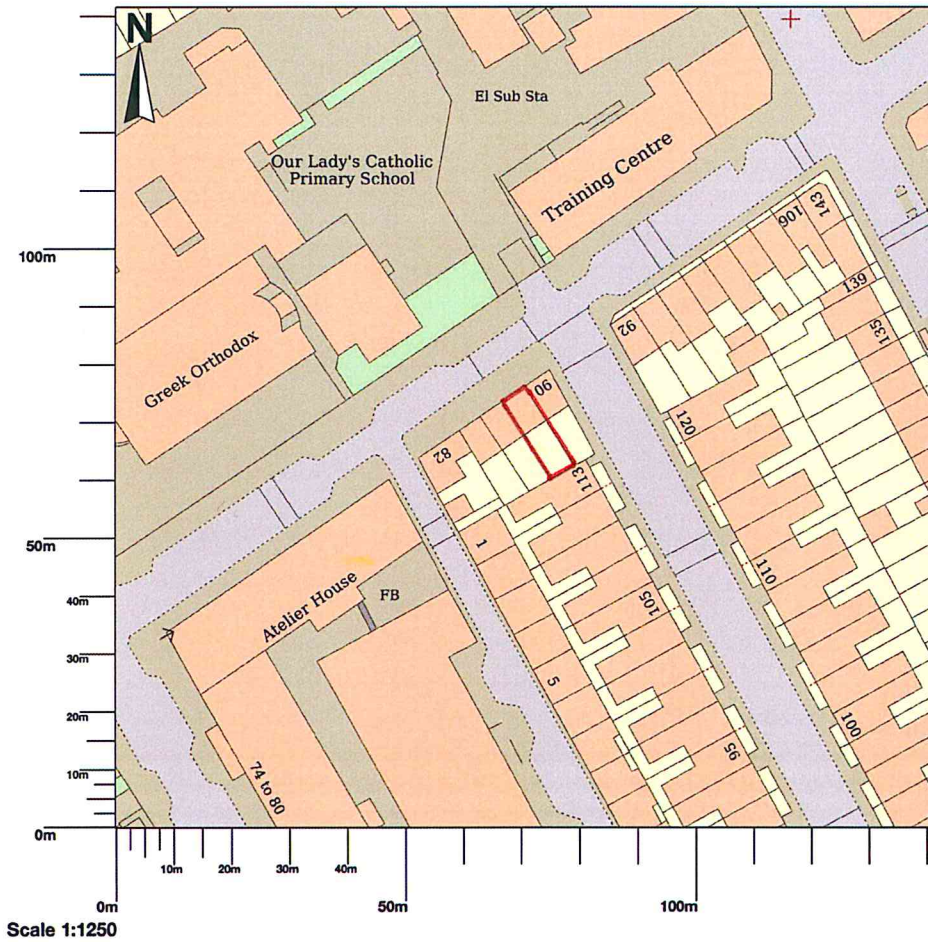 N
El Sub Sta
Our Lady's Catholic
Primary School
Training Centre
143
106
139
135
100m
92
Greek Orthodox
90
120
82
113
1
50m
110
40m
Atelier House
FB
105
30m
5
20m
100
95
74 to 80
10m
0m
10m
20m
30m
40m
0m
50m
100m
Scale 1:1250